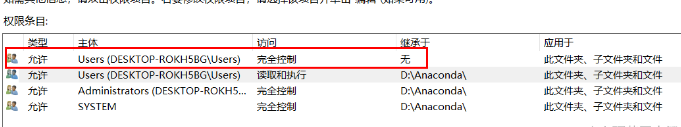 权限条目:
类型 主体 访问 继承于 应用于
允许 Users (DESKTOP-ROKH5BG\Users) 完全控制 无 此文件夹、子文件夹和文件
允许 Users (DESKTOP-ROKH5BG\Users) 读取和执行 D:\Anaconda\ 此文件夹、子文件夹和文件
允许 Administrators (DESKTOP-ROKH5... 完全控制 D:\Anaconda\ 此文件夹、子文件夹和文件
允许 SYSTEM 完全控制 D:\Anaconda\ 此文件夹、子文件夹和文件